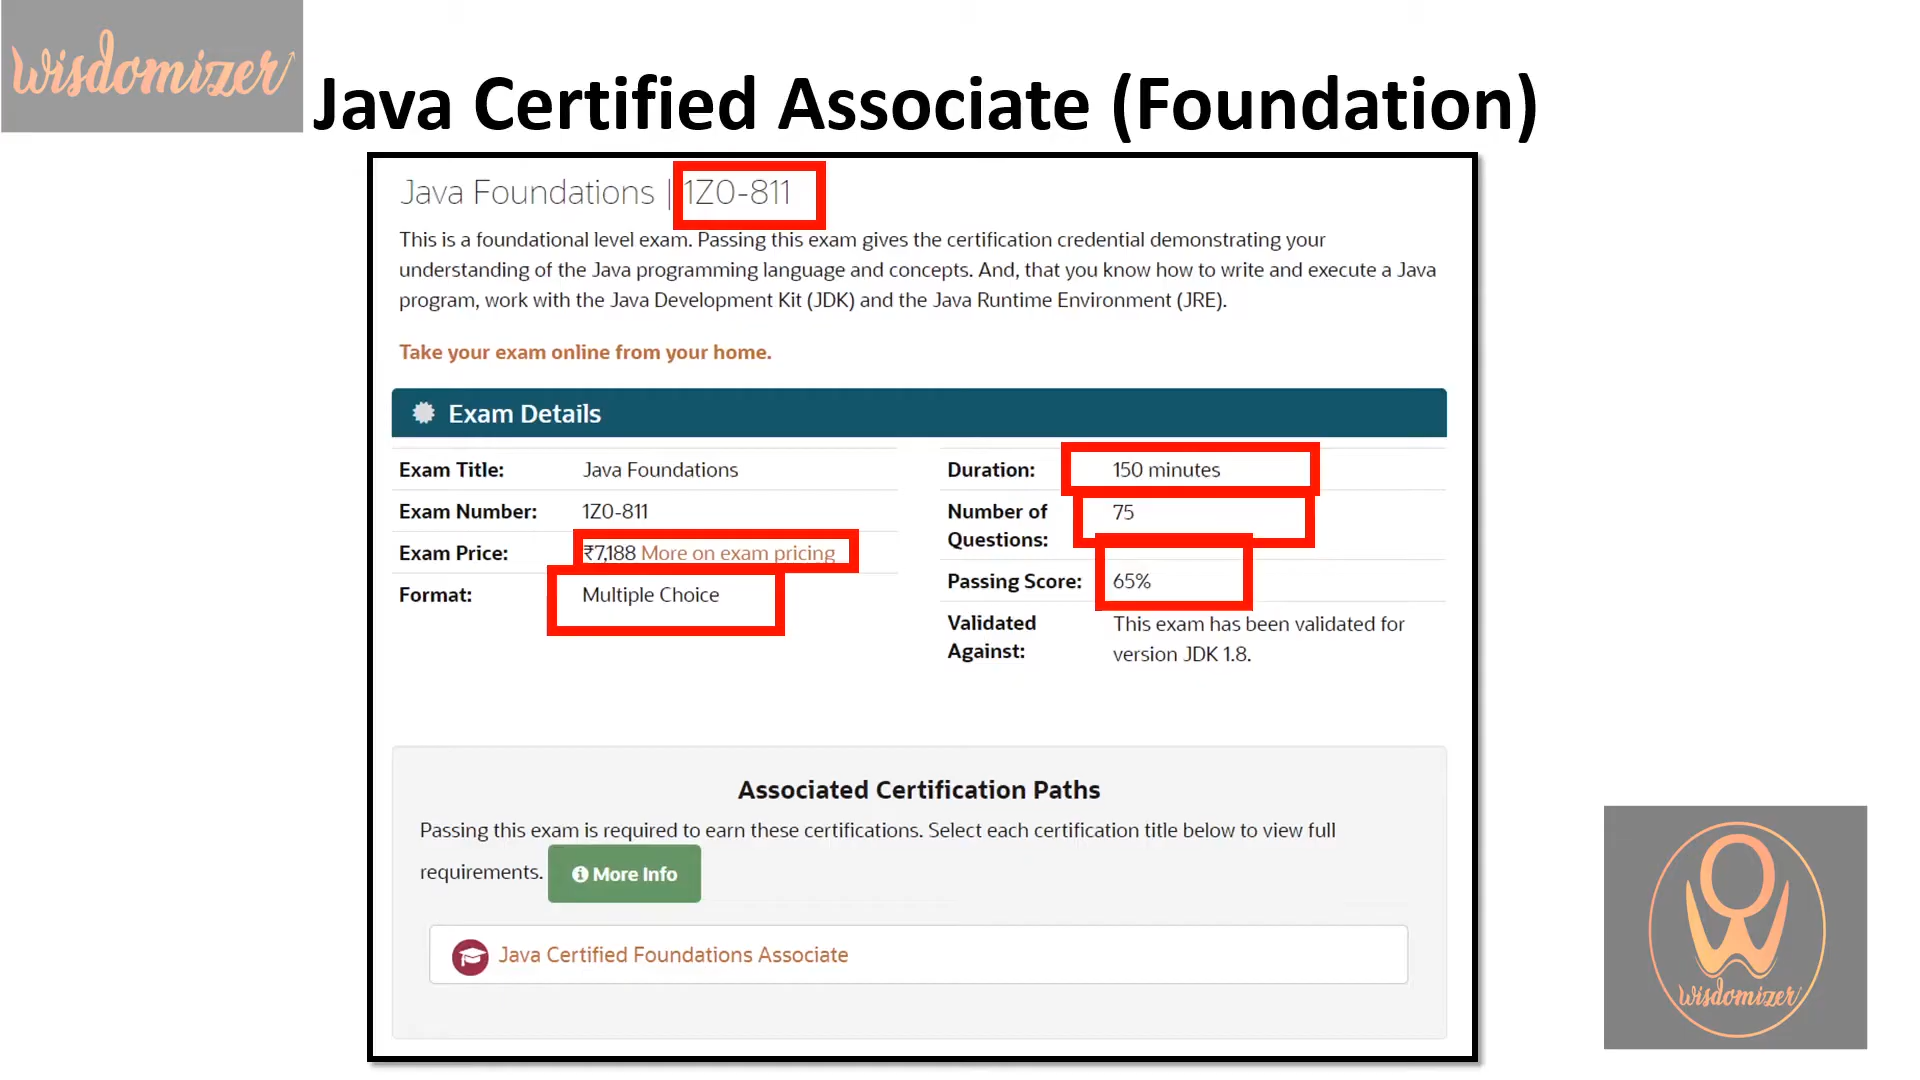 wisdomizer
Java Certified Associate (Foundation)
Java Foundations | 1Z0-811
This is a foundational level exam. Passing this exam gives the certification credential demonstrating your
understanding of the Java programming language and concepts. And, that you know how to write and execute a Java
program, work with the Java Development Kit (JDK) and the Java Runtime Environment (JRE).
Take your exam online from your home.
Exam Details
Exam Title: Java Foundations
Exam Number: 1Z0-811
Exam Price: ₹7,188 More on exam pricing
Format: Multiple Choice
Duration: 150 minutes
Number of 75
Questions:
Passing Score: 65%
Validated This exam has been validated for
Against: version JDK 1.8.
Associated Certification Paths
Passing this exam is required to earn these certifications. Select each certification title below to view full
requirements. More Info
Java Certified Foundations Associate
wisdomizer